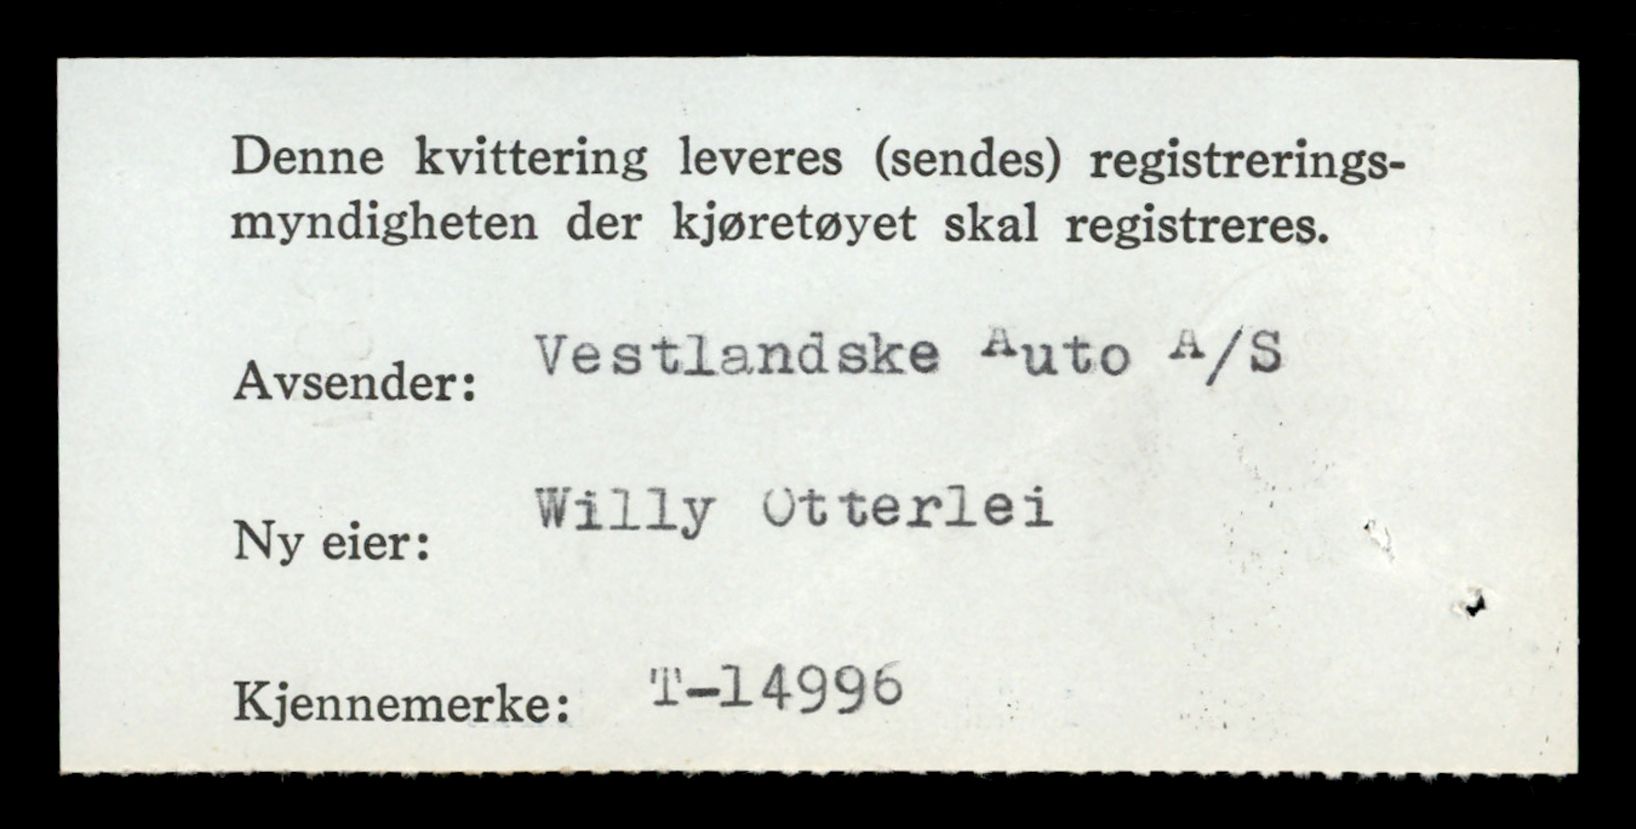 Denne kvittering leveres (sendes) registrerings-
myndigheten der kjøretøyet skal registreres.
Avsender: Vestlandske Auto A/S
Ny eier: Willy Otterlei
Kjennemerke: T-14996